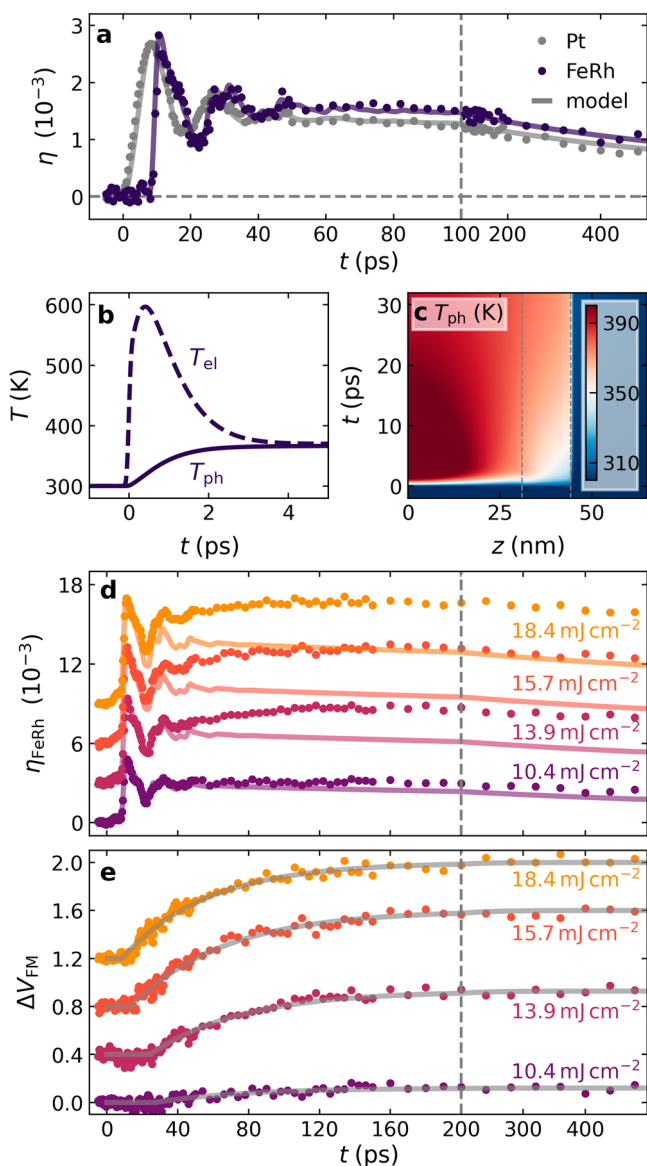 a
Pt
FeRh
model
η (10⁻³)
3
2
1
0
0 20 40 60 80 100 200 400
t (ps)
b
T_el
T_ph
T (K)
600
500
400
300
0 2 4
t (ps)
c T_ph (K)
390
350
310
t (ps)
30
20
10
0
0 25 50
z (nm)
d
η_FeRh (10⁻³)
18
12
6
0
18.4 mJ cm⁻²
15.7 mJ cm⁻²
13.9 mJ cm⁻²
10.4 mJ cm⁻²
e
ΔV_FM
2.0
1.6
1.2
0.8
0.4
0.0
18.4 mJ cm⁻²
15.7 mJ cm⁻²
13.9 mJ cm⁻²
10.4 mJ cm⁻²
0 40 80 120 160 200 300 400
t (ps)